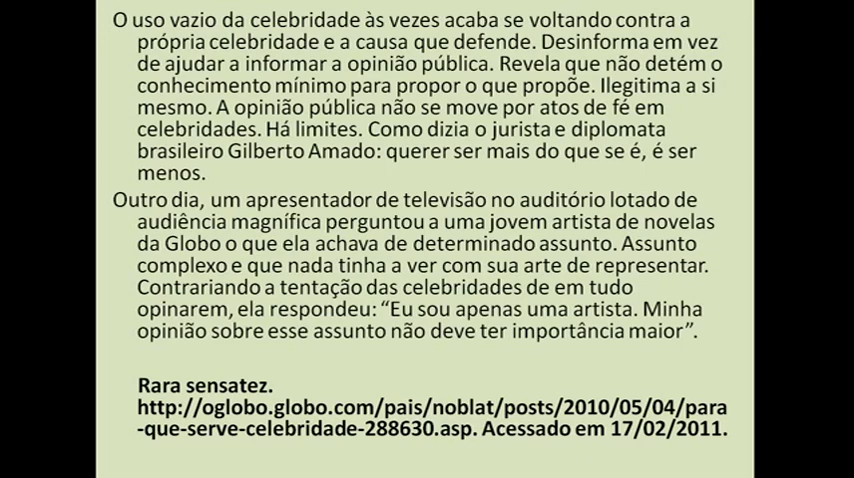 O uso vazio da celebridade às vezes acaba se voltando contra a
própria celebridade e a causa que defende. Desinforma em vez
de ajudar a informar a opinião pública. Revela que não detém o
conhecimento mínimo para propor o que propõe. Ilegitima a si
mesmo. A opinião pública não se move por atos de fé em
celebridades. Há limites. Como dizia o jurista e diplomata
brasileiro Gilberto Amado: querer ser mais do que se é, é ser
menos.
Outro dia, um apresentador de televisão no auditório lotado de
audiência magnífica perguntou a uma jovem artista de novelas
da Globo o que ela achava de determinado assunto. Assunto
complexo e que nada tinha a ver com sua arte de representar.
Contrariando a tentação das celebridades de em tudo
opinarem, ela respondeu: “Eu sou apenas uma artista. Minha
opinião sobre esse assunto não deve ter importância maior”.
Rara sensatez.
http://oglobo.globo.com/pais/noblat/posts/2010/05/04/para
-que-serve-celebridade-288630.asp. Acessado em 17/02/2011.